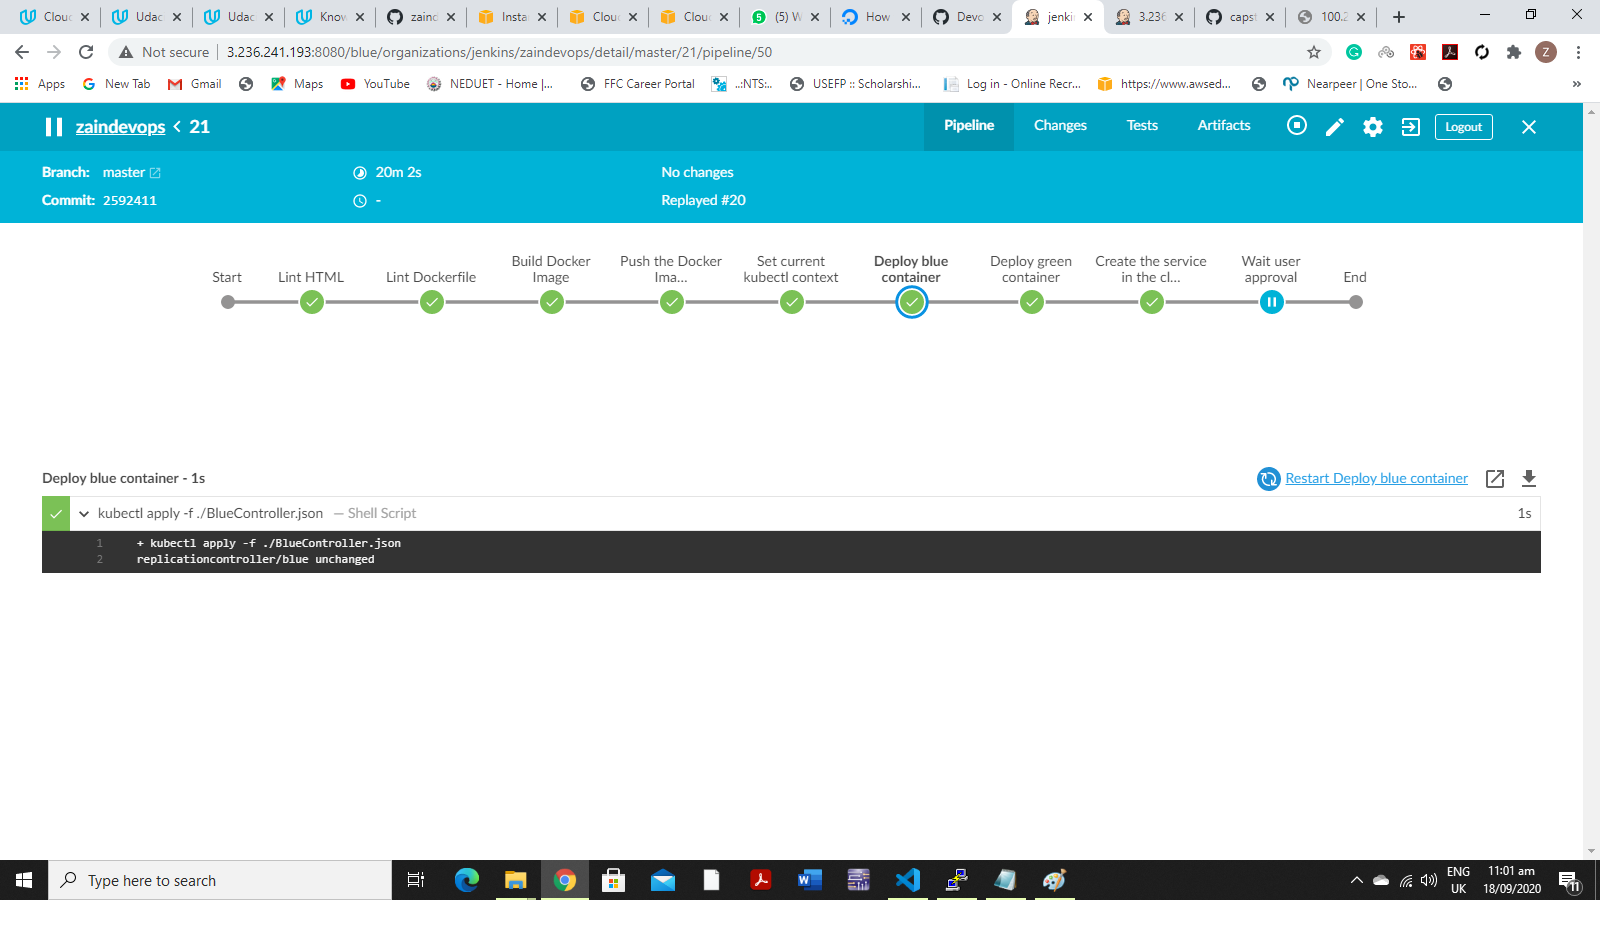 Clou
Udac
Udac
Know
zaind
Insta
Clou
Clou
(5) W
How
Devo
jenki
3.236
capst
100.2
Not secure
3.236.241.193:8080/blue/organizations/jenkins/zaindevops/detail/master/21/pipeline/50
Z
Apps
New Tab
Gmail
Maps
YouTube
NEDUET - Home |...
FFC Career Portal
..:NTS:..
USEFP :: Scholarshi...
Log in - Online Recr...
https://www.awsed...
Nearpeer | One Sto...
»
zaindevops < 21
Pipeline
Changes
Tests
Artifacts
Logout
Branch: master
20m 2s
No changes
Commit: 2592411
-
Replayed #20
Start
Lint HTML
Lint Dockerfile
Build Docker
Image
Push the Docker
Ima...
Set current
kubectl context
Deploy blue
container
Deploy green
container
Create the service
in the cl...
Wait user
approval
End
Deploy blue container - 1s
Restart Deploy blue container
kubectl apply -f ./BlueController.json — Shell Script
1s
1 + kubectl apply -f ./BlueController.json
2 replicationcontroller/blue unchanged
Type here to search
ENG
UK
11:01 am
18/09/2020
11